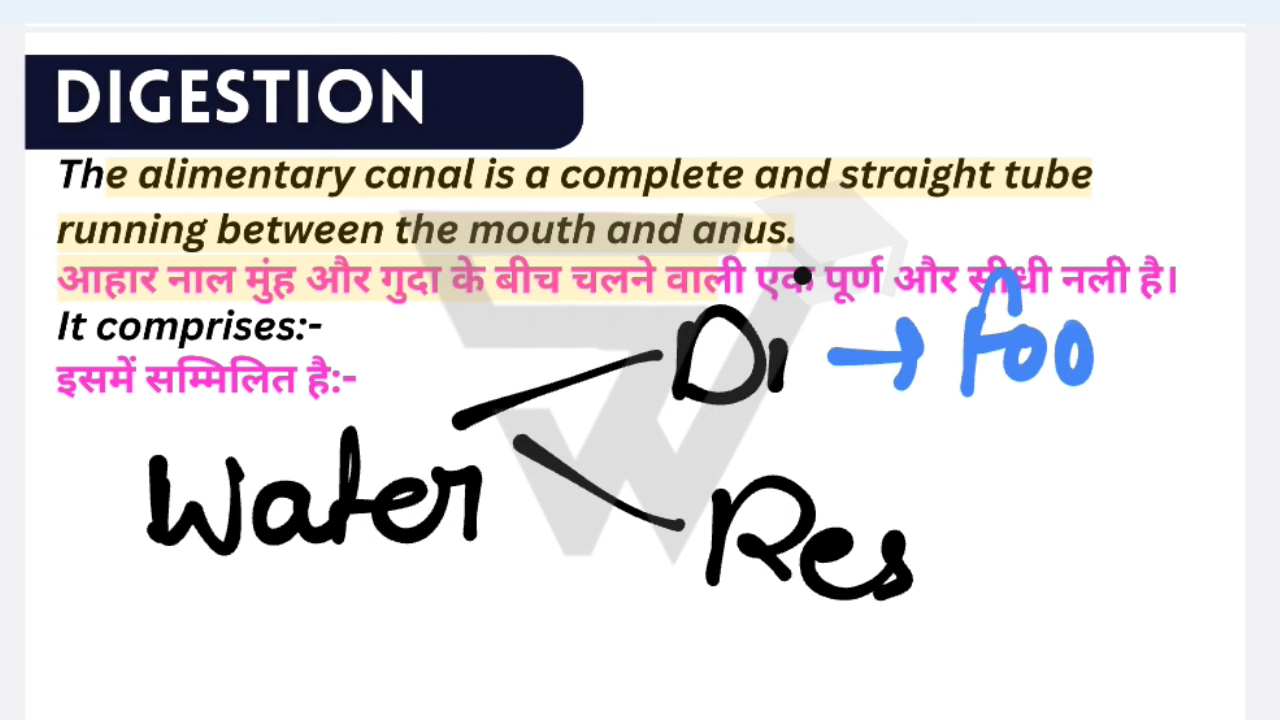 DIGESTION
The alimentary canal is a complete and straight tube
running between the mouth and anus.
आहार नाल मुंह और गुदा के बीच चलने वाली एक पूर्ण और सीधी नली है।
It comprises:-
इसमें सम्मिलित है:-
Di → foo
Water
Res